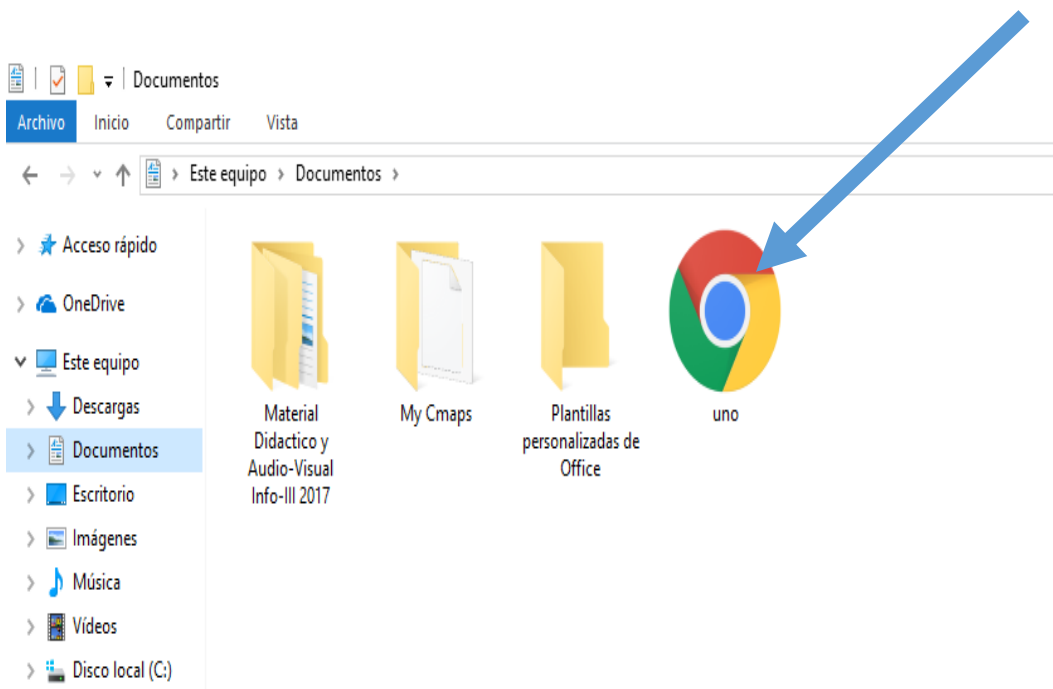 Documentos
Archivo Inicio Compartir Vista
Este equipo > Documentos >
Acceso rápido
OneDrive
Este equipo
Descargas
Documentos
Escritorio
Imágenes
Música
Vídeos
Disco local (C:)
Material
Didactico y
Audio-Visual
Info-III 2017
My Cmaps
Plantillas
personalizadas de
Office
uno